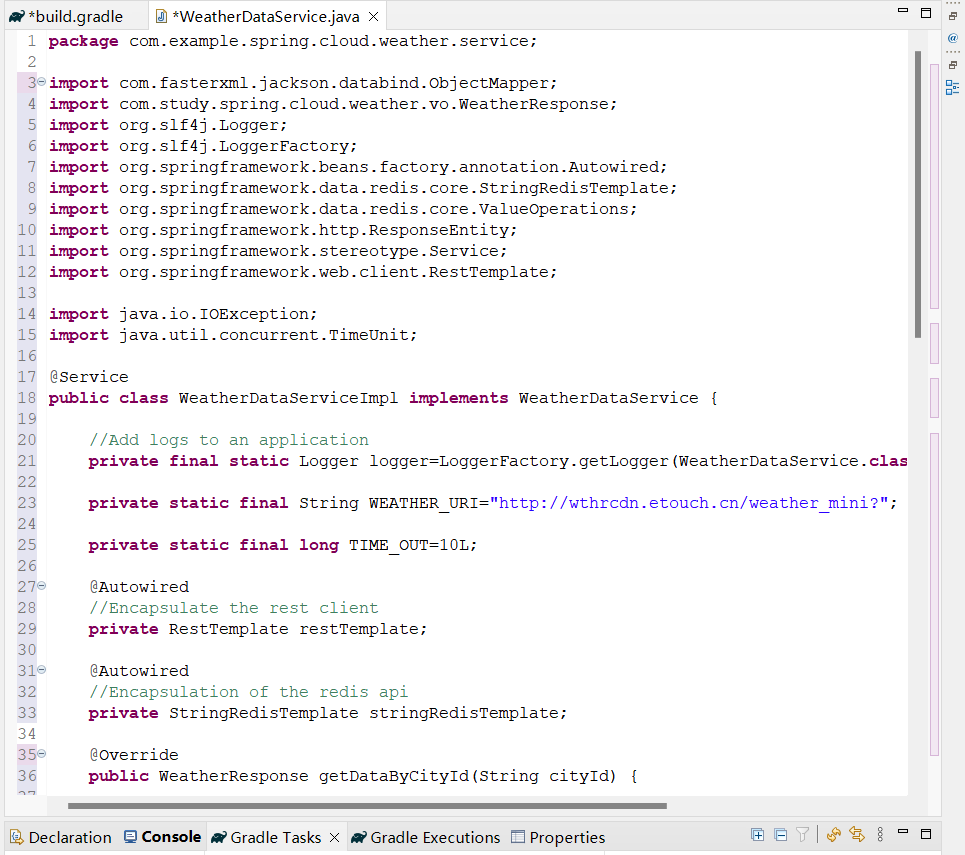 *build.gradle
*WeatherDataService.java
1 package com.example.spring.cloud.weather.service;
2
3 import com.fasterxml.jackson.databind.ObjectMapper;
4 import com.study.spring.cloud.weather.vo.WeatherResponse;
5 import org.slf4j.Logger;
6 import org.slf4j.LoggerFactory;
7 import org.springframework.beans.factory.annotation.Autowired;
8 import org.springframework.data.redis.core.StringRedisTemplate;
9 import org.springframework.data.redis.core.ValueOperations;
10 import org.springframework.http.ResponseEntity;
11 import org.springframework.stereotype.Service;
12 import org.springframework.web.client.RestTemplate;
13
14 import java.io.IOException;
15 import java.util.concurrent.TimeUnit;
16
17 @Service
18 public class WeatherDataServiceImpl implements WeatherDataService {
19
20 //Add logs to an application
21 private final static Logger logger=LoggerFactory.getLogger(WeatherDataService.clas
22
23 private static final String WEATHER_URI="http://wthrcdn.etouch.cn/weather_mini?";
24
25 private static final long TIME_OUT=10L;
26
27 @Autowired
28 //Encapsulate the rest client
29 private RestTemplate restTemplate;
30
31 @Autowired
32 //Encapsulation of the redis api
33 private StringRedisTemplate stringRedisTemplate;
34
35 @Override
36 public WeatherResponse getDataByCityId(String cityId) {
Declaration Console Gradle Tasks Gradle Executions Properties